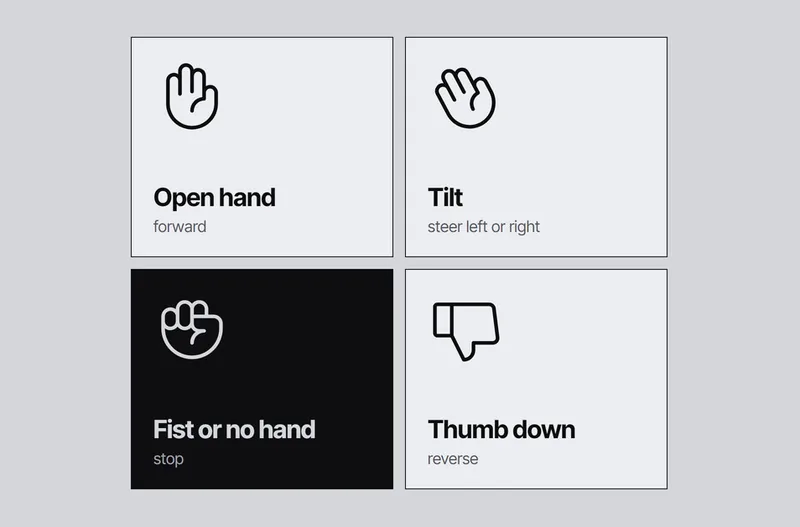 Open hand
forward
Tilt
steer left or right
Fist or no hand
stop
Thumb down
reverse